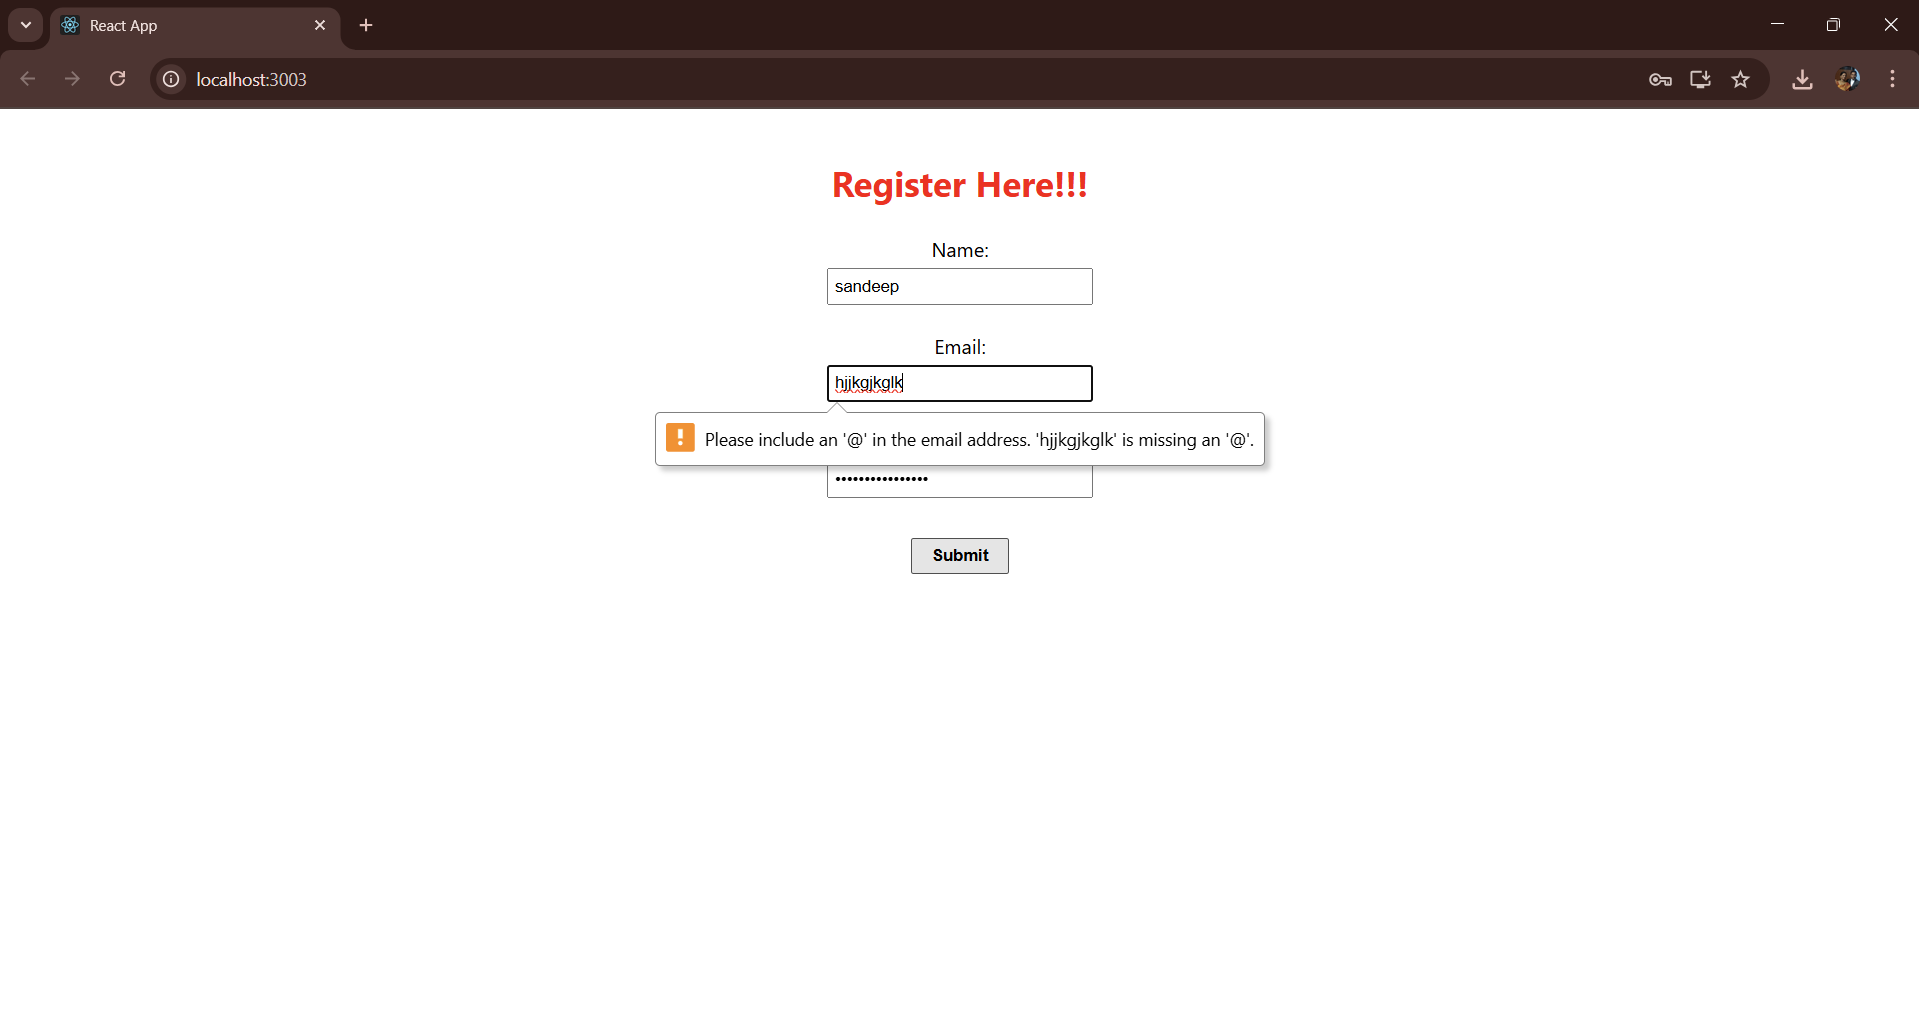 React App
localhost:3003
Register Here!!!
Name:
sandeep
Email:
hjjkgjkglk
Please include an '@' in the email address. 'hjjkgjkglk' is missing an '@'.
••••••••••••••••
Submit